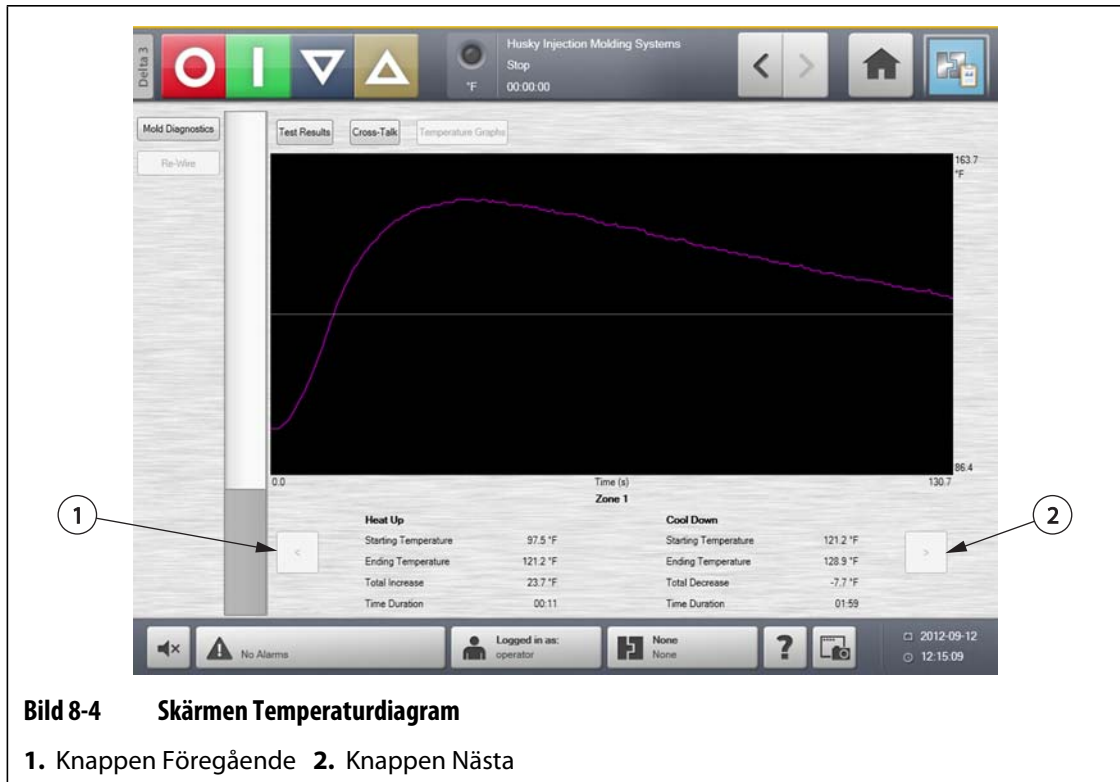 Delta 3
Husky Injection Molding Systems
Stop
°F 00:00:00
Mold Diagnostics
Re-Wire
Test Results Cross-Talk Temperature Graphs
163.7
°F
86.4
0.0 Time (s) 130.7
Zone 1
1
2
< >
Heat Up Cool Down
Starting Temperature 97.5 °F Starting Temperature 121.2 °F
Ending Temperature 121.2 °F Ending Temperature 128.9 °F
Total Increase 23.7 °F Total Decrease -7.7 °F
Time Duration 00:11 Time Duration 01:59
No Alarms
Logged in as:
operator
None
None
?
2012-09-12
12:15:09
Bild 8-4 Skärmen Temperaturdiagram
1. Knappen Föregående 2. Knappen Nästa